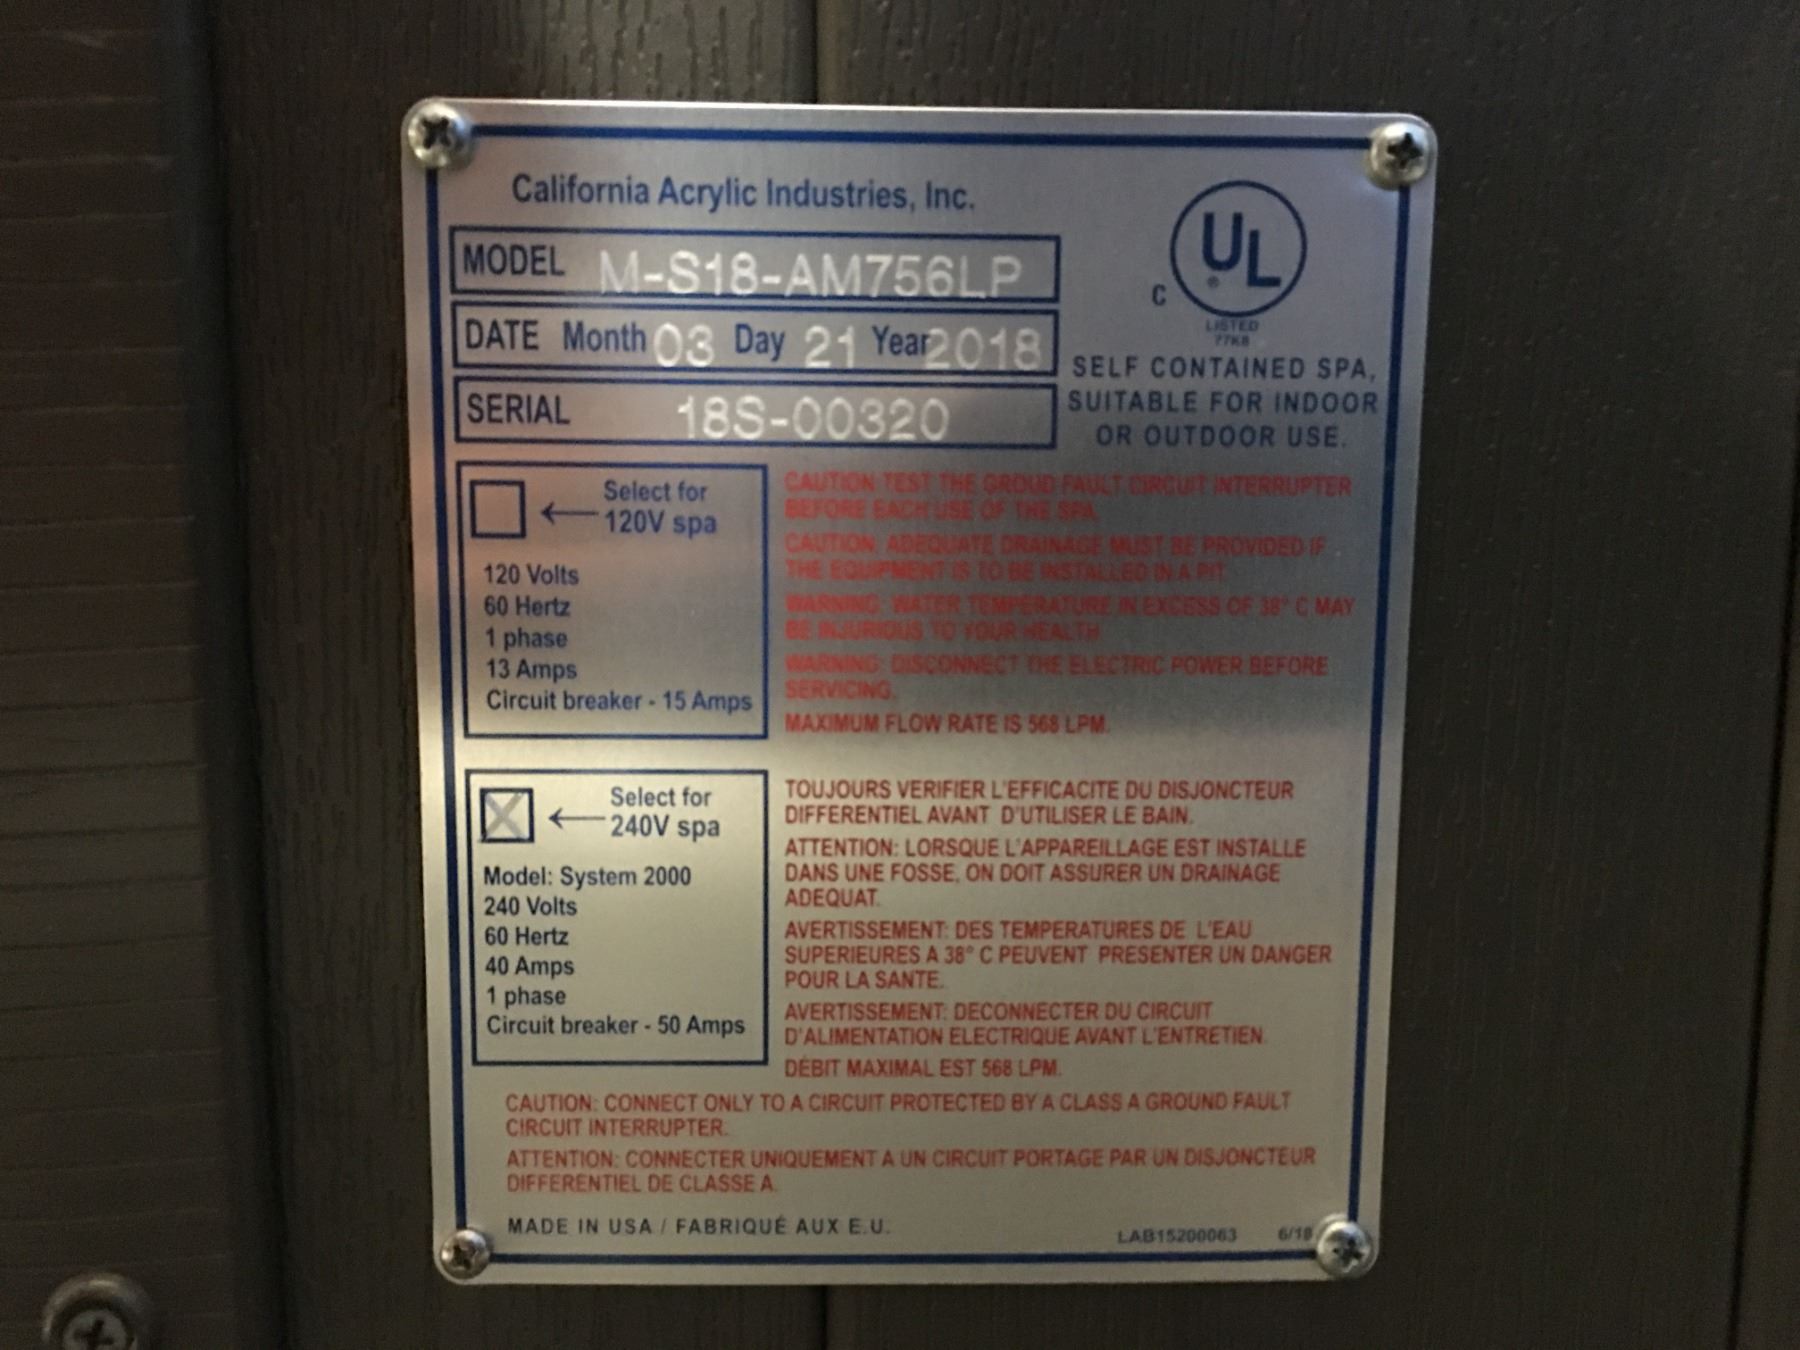 California Acrylic Industries, Inc.
MODEL M-S18-AM756LP
DATE Month 03 Day 21 Year 2018
SERIAL 18S-00320
C UL ®
LISTED
77K8
SELF CONTAINED SPA,
SUITABLE FOR INDOOR
OR OUTDOOR USE.
Select for
120V spa
120 Volts
60 Hertz
1 phase
13 Amps
Circuit breaker - 15 Amps
CAUTION: TEST THE GROUD FAULT CIRCUIT INTERRUPTER
BEFORE EACH USE OF THE SPA.
CAUTION: ADEQUATE DRAINAGE MUST BE PROVIDED IF
THE EQUIPMENT IS TO BE INSTALLED IN A PIT.
WARNING: WATER TEMPERATURE IN EXCESS OF 38° C MAY
BE INJURIOUS TO YOUR HEALTH
WARNING: DISCONNECT THE ELECTRIC POWER BEFORE
SERVICING.
MAXIMUM FLOW RATE IS 568 LPM.
X Select for
240V spa
Model: System 2000
240 Volts
60 Hertz
40 Amps
1 phase
Circuit breaker - 50 Amps
TOUJOURS VERIFIER L'EFFICACITE DU DISJONCTEUR
DIFFERENTIEL AVANT D'UTILISER LE BAIN.
ATTENTION: LORSQUE L'APPAREILLAGE EST INSTALLE
DANS UNE FOSSE, ON DOIT ASSURER UN DRAINAGE
ADEQUAT.
AVERTISSEMENT: DES TEMPERATURES DE L'EAU
SUPERIEURES A 38° C PEUVENT PRESENTER UN DANGER
POUR LA SANTE.
AVERTISSEMENT: DECONNECTER DU CIRCUIT
D'ALIMENTATION ELECTRIQUE AVANT L'ENTRETIEN.
DÉBIT MAXIMAL EST 568 LPM.
CAUTION: CONNECT ONLY TO A CIRCUIT PROTECTED BY A CLASS A GROUND FAULT
CIRCUIT INTERRUPTER.
ATTENTION: CONNECTER UNIQUEMENT A UN CIRCUIT PORTAGE PAR UN DISJONCTEUR
DIFFERENTIEL DE CLASSE A.
MADE IN USA / FABRIQUÉ AUX E.U.
LAB15200063 6/18